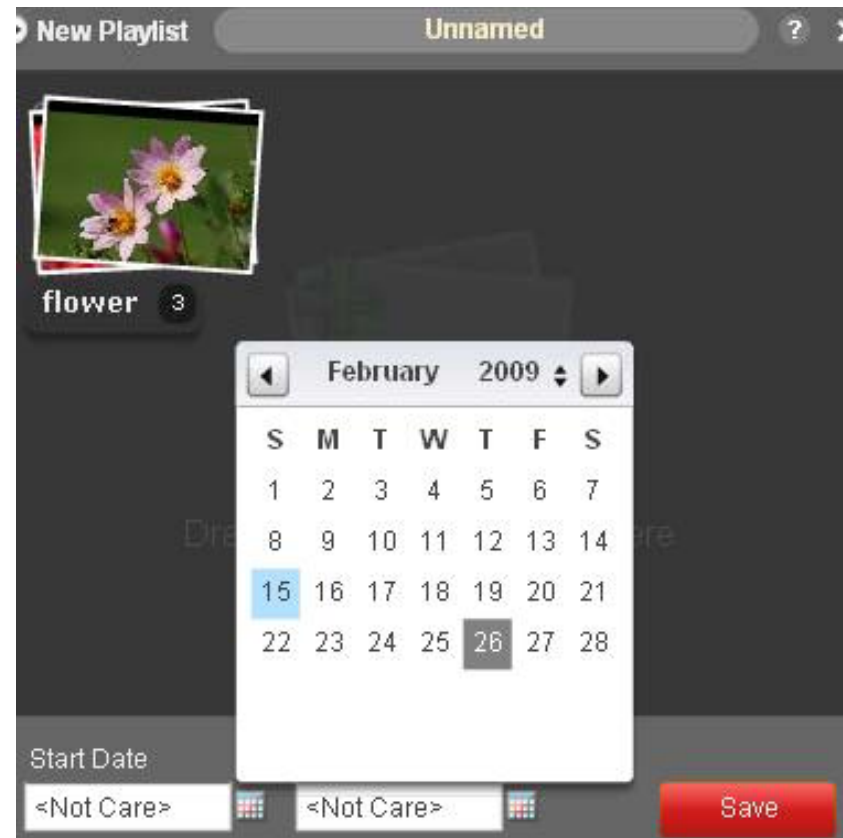 New Playlist Unnamed ?
flower 3
February 2009
S M T W T F S
1 2 3 4 5 6 7
8 9 10 11 12 13 14
15 16 17 18 19 20 21
22 23 24 25 26 27 28
Start Date
<Not Care> <Not Care> Save